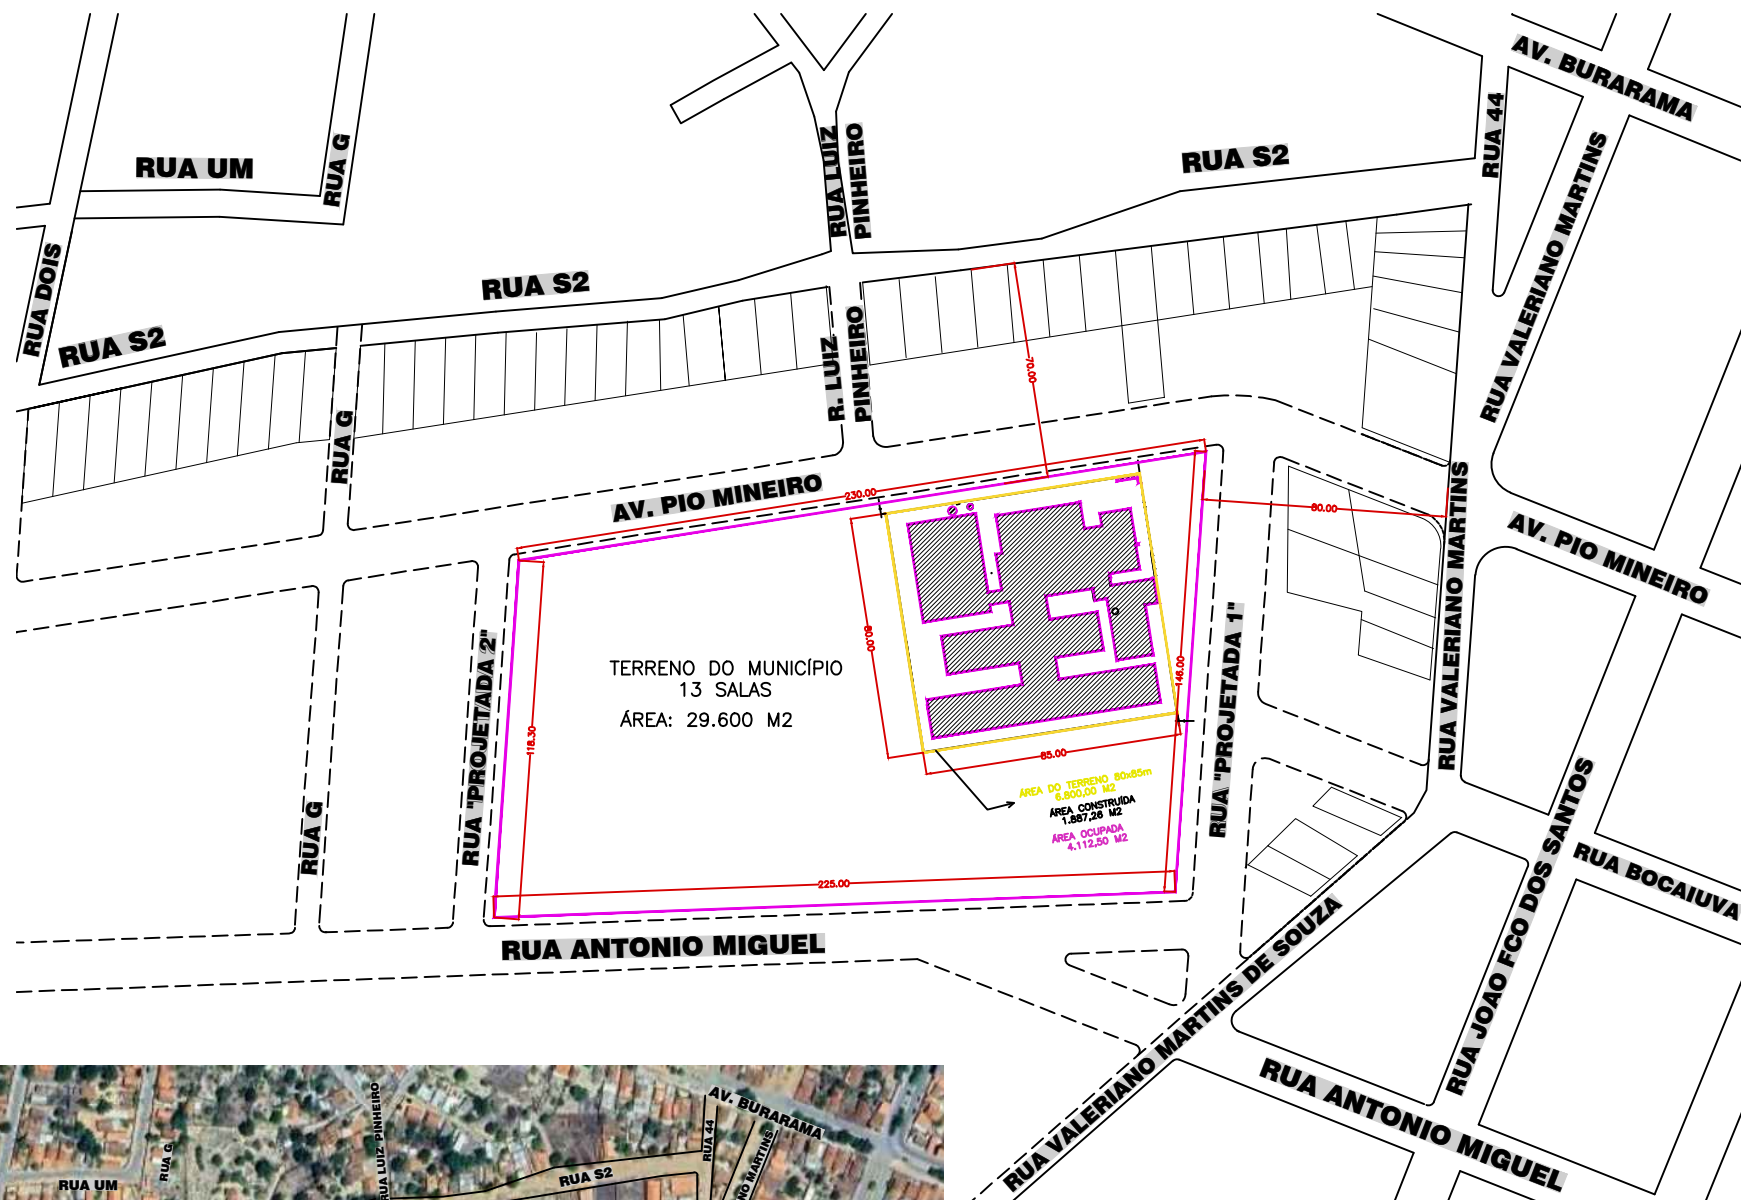 AV. BURARAMA
RUA 44
RUA UM
RUA G
RUA LUIZ
PINHEIRO
RUA S2
RUA VALERIANO MARTINS
RUA DOIS
RUA S2
RUA S2
R. LUIZ
PINHEIRO
70.00
RUA G
AV. PIO MINEIRO
230.00
80.00
RUA VALERIANO MARTINS
AV. PIO MINEIRO
80.00
TERRENO DO MUNICÍPIO
13 SALAS
ÁREA: 29.600 M2
146.00
RUA "PROJETADA 2"
RUA "PROJETADA 1"
118.30
85.00
ÁREA DO TERRENO 80x85m
6.800,00 M2
ÁREA CONSTRUÍDA
1.887,26 M2
ÁREA OCUPADA
4.112,50 M2
RUA G
225.00
RUA JOAO FCO DOS SANTOS
RUA BOCAIUVA
RUA ANTONIO MIGUEL
RUA VALERIANO MARTINS DE SOUZA
RUA ANTONIO MIGUEL
RUA LUIZ PINHEIRO
AV. BURARAMA
RUA 44
RUA G
RUA S2
NO MARTINS
RUA UM